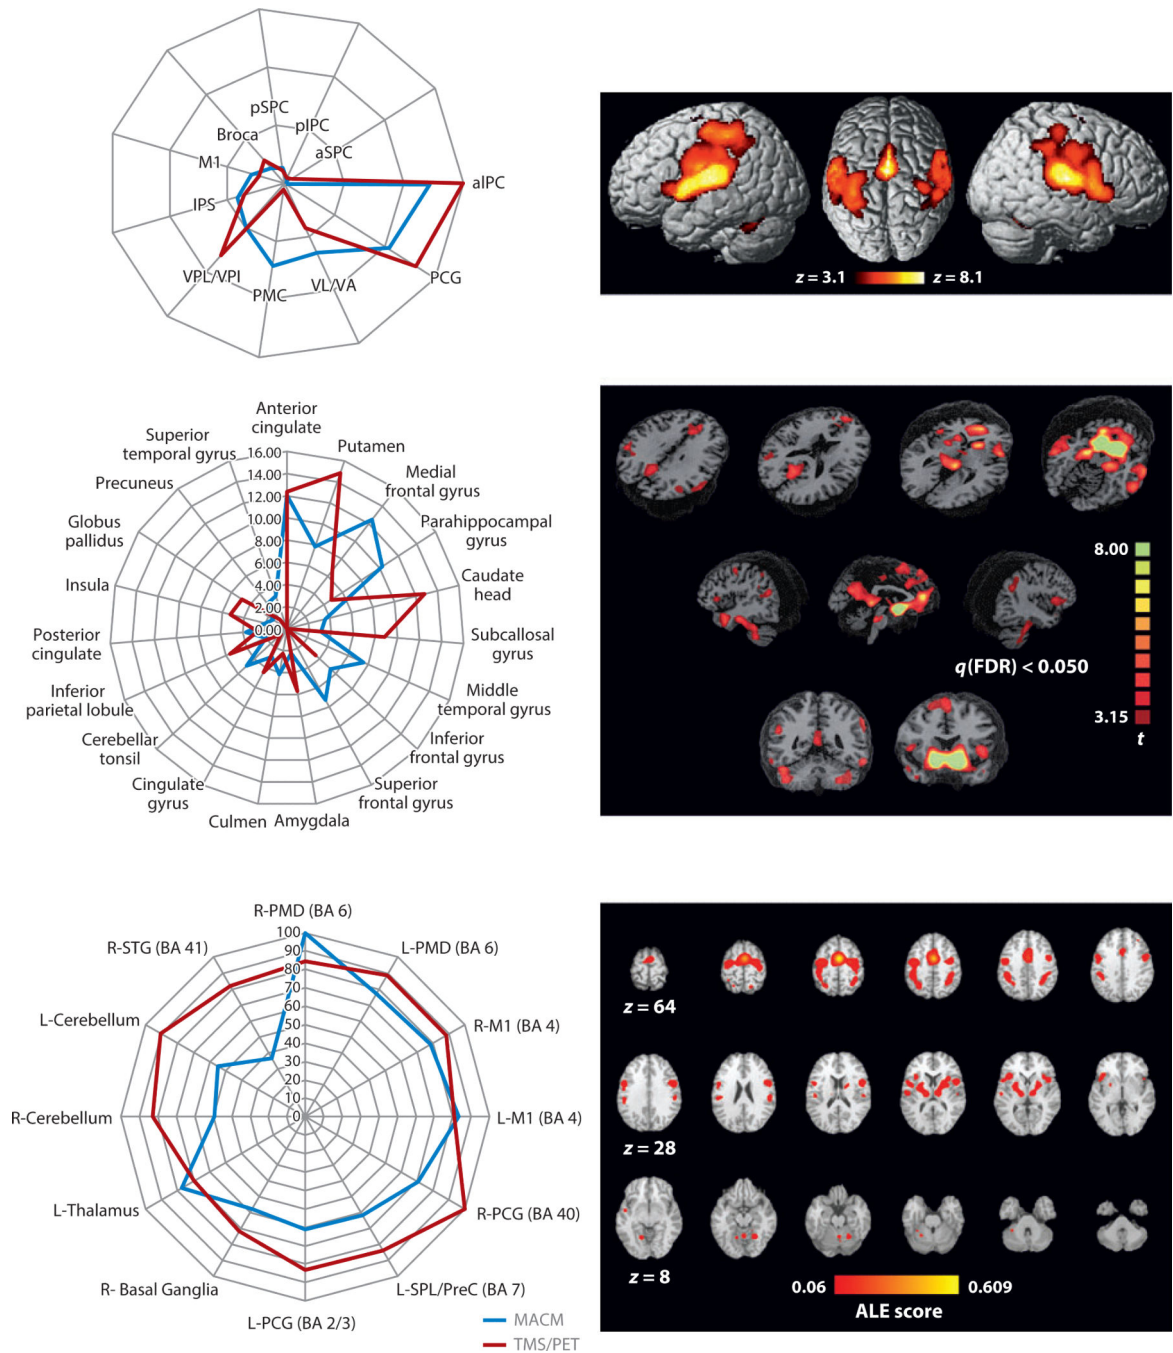 pSPC
pIPC
Broca
aSPC
M1
aIPC
IPS
VPL/VPI
PCG
VL/VA
PMC
z = 3.1
z = 8.1
Anterior
cingulate
Superior
temporal gyrus
Putamen
Precuneus
Medial
frontal gyrus
Globus
pallidus
Parahippocampal
gyrus
Insula
Caudate
head
Posterior
cingulate
Subcallosal
gyrus
Inferior
parietal lobule
Middle
temporal gyrus
Cerebellar
tonsil
Inferior
frontal gyrus
Cingulate
gyrus
Superior
frontal gyrus
Culmen
Amygdala
16.00
14.00
12.00
10.00
8.00
6.00
4.00
2.00
0.00
8.00
q(FDR) < 0.050
3.15
t
R-PMD (BA 6)
R-STG (BA 41)
L-PMD (BA 6)
L-Cerebellum
R-M1 (BA 4)
R-Cerebellum
L-M1 (BA 4)
L-Thalamus
R-PCG (BA 40)
R- Basal Ganglia
L-SPL/PreC (BA 7)
L-PCG (BA 2/3)
100
90
80
70
60
50
40
30
20
10
0
MACM
TMS/PET
z = 64
z = 28
z = 8
0.06
0.609
ALE score